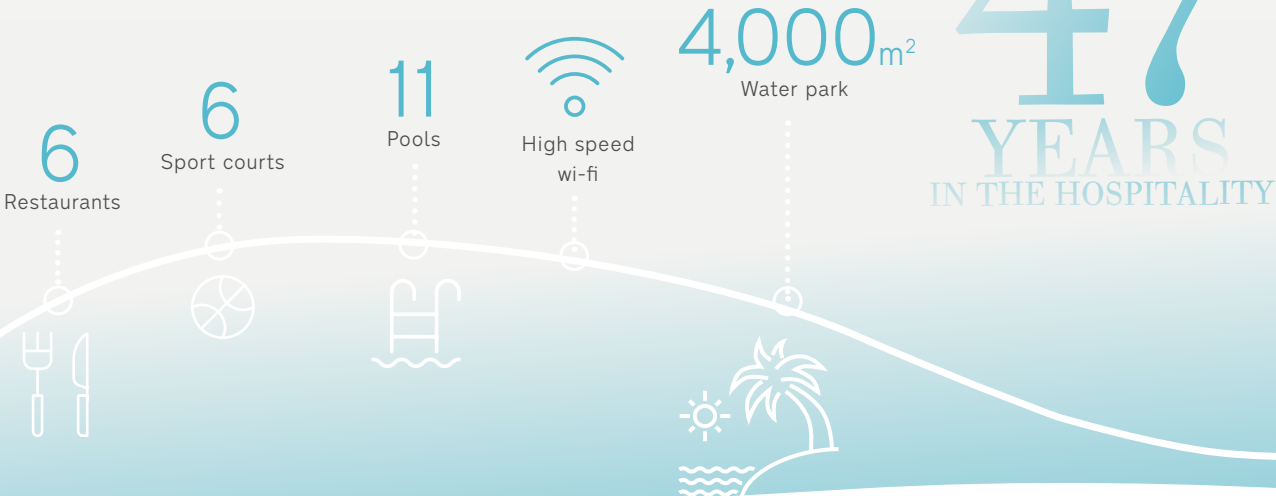 6
Restaurants
6
Sport courts
11
Pools
High speed
wi-fi
4,000m²
Water park
47
YEARS
IN THE HOSPITALITY